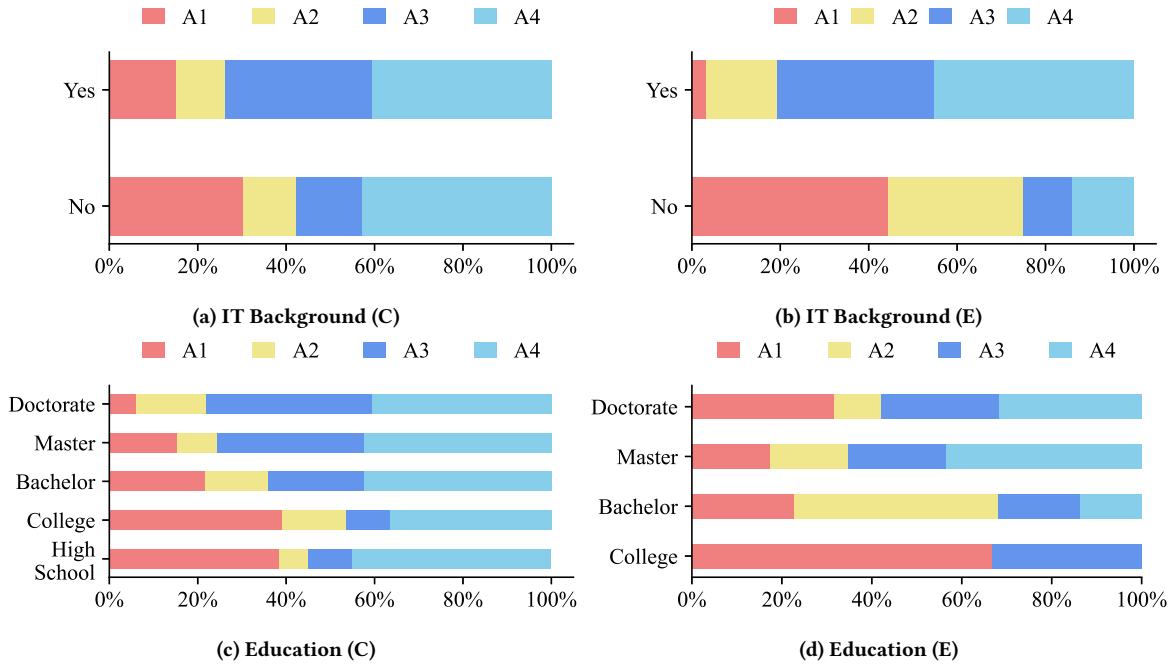 A1 A2 A3 A4
Yes
No
0% 20% 40% 60% 80% 100%
(a) IT Background (C)
A1 A2 A3 A4
Yes
No
0% 20% 40% 60% 80% 100%
(b) IT Background (E)
A1 A2 A3 A4
Doctorate
Master
Bachelor
College
High
School
0% 20% 40% 60% 80% 100%
(c) Education (C)
A1 A2 A3 A4
Doctorate
Master
Bachelor
College
0% 20% 40% 60% 80% 100%
(d) Education (E)